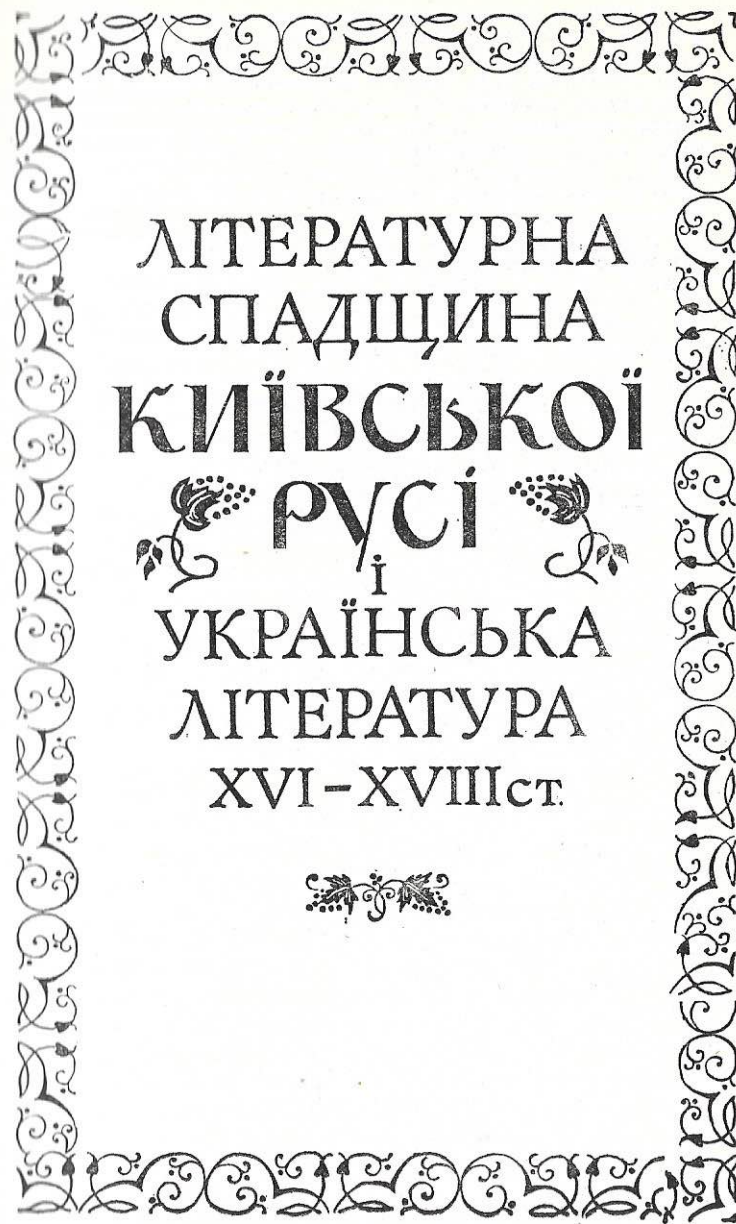 ЛІТЕРАТУРНА
СПАДЩИНА
КИЇВСЬКОЇ
РУСІ
і
УКРАЇНСЬКА
ЛІТЕРАТУРА
XVI–XVIII ст.